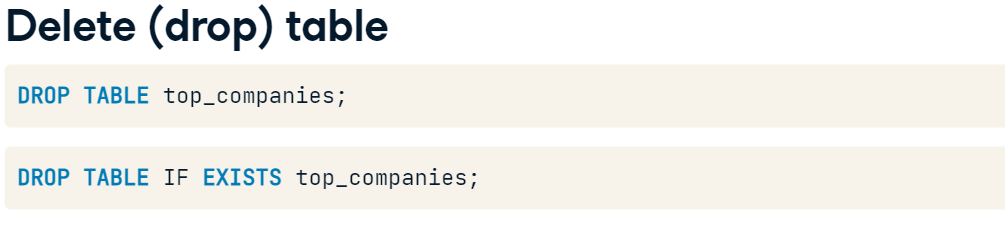 Delete (drop) table
DROP TABLE top_companies;
DROP TABLE IF EXISTS top_companies;